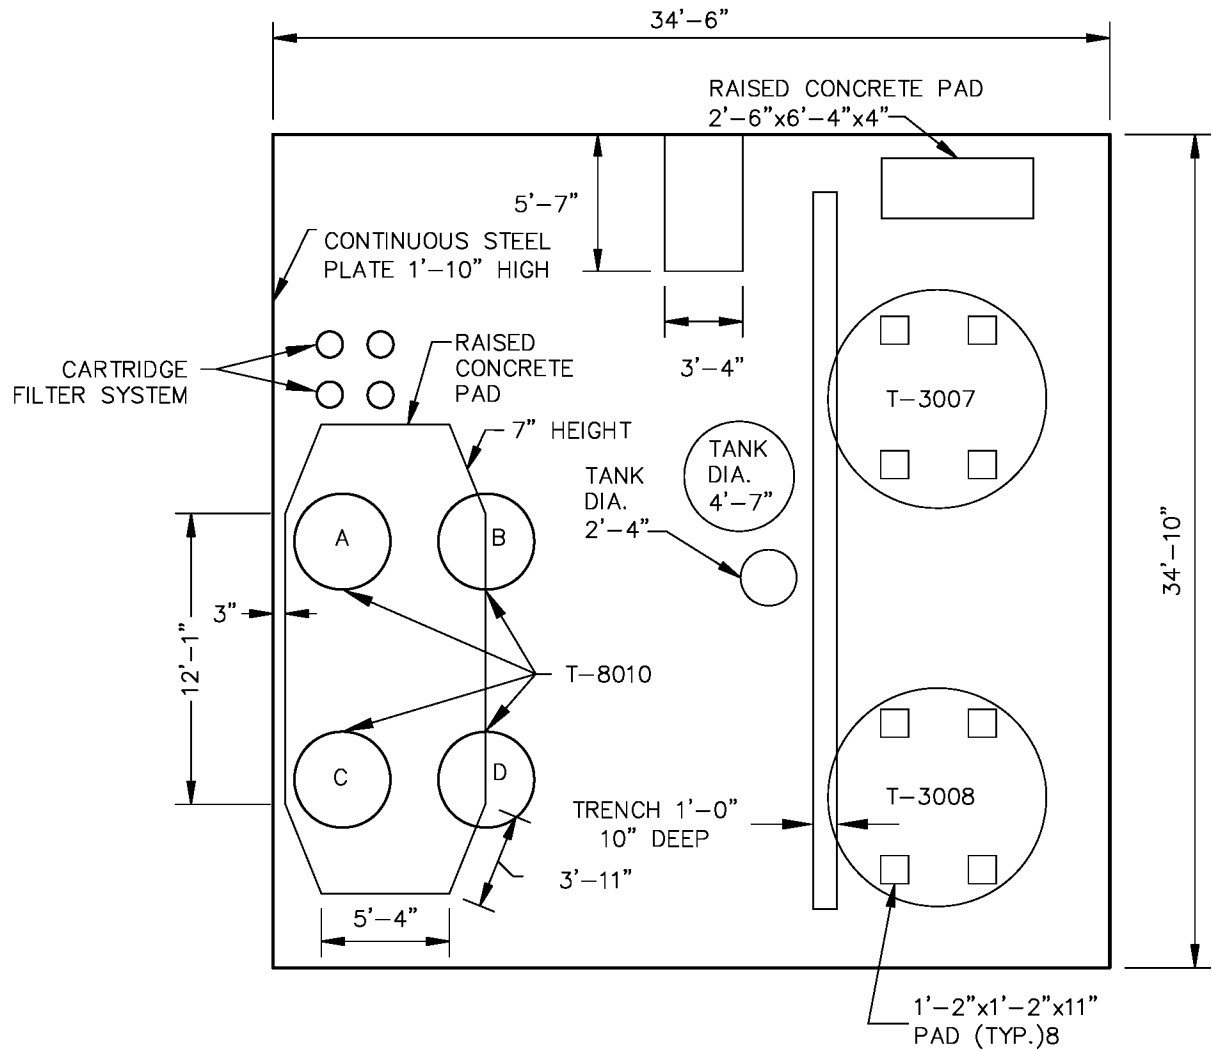 34'-6"
RAISED CONCRETE PAD
2'-6"x6'-4"x4"
5'-7"
CONTINUOUS STEEL
PLATE 1'-10" HIGH
CARTRIDGE
FILTER SYSTEM
RAISED
CONCRETE
PAD
3'-4"
T-3007
7" HEIGHT
TANK
DIA.
4'-7"
TANK
DIA.
2'-4"
A
B
34'-10"
3"
12'-1"
T-8010
C
D
T-3008
TRENCH 1'-0"
10" DEEP
3'-11"
5'-4"
1'-2"x1'-2"x11"
PAD (TYP.)8